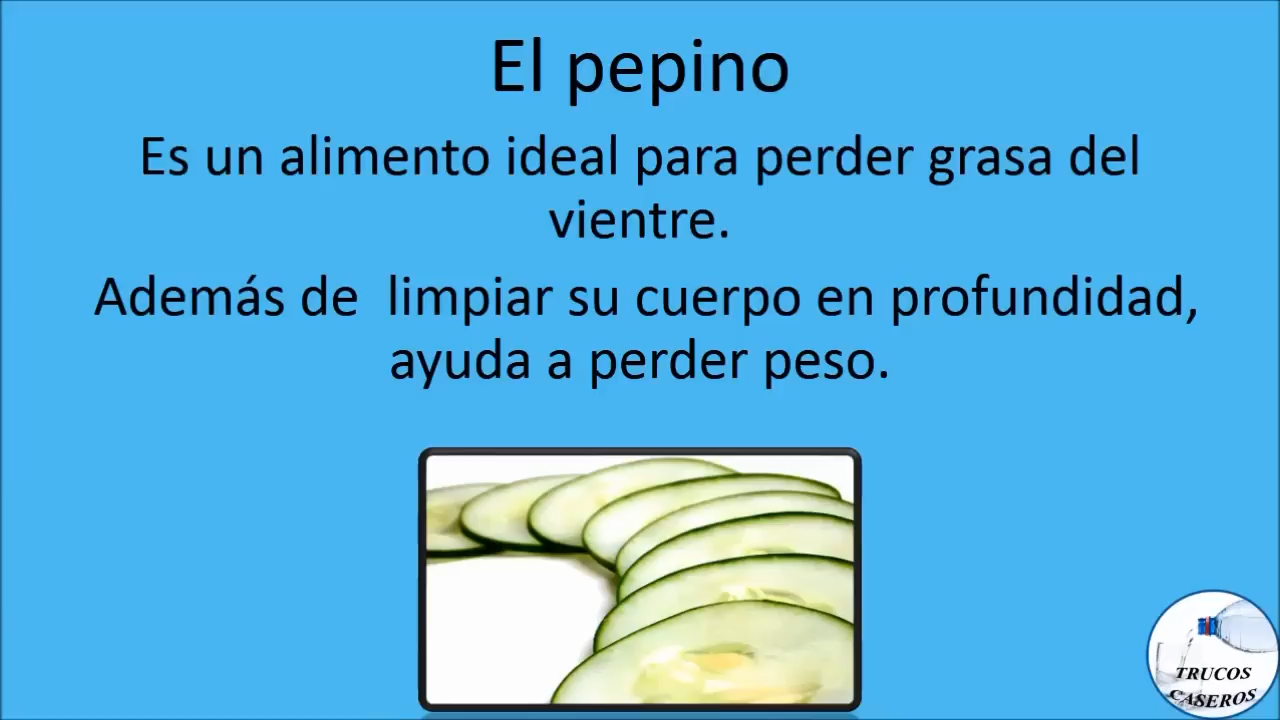 El pepino
Es un alimento ideal para perder grasa del
vientre.
Además de  limpiar su cuerpo en profundidad,
ayuda a perder peso.
TRUCOS
CASEROS